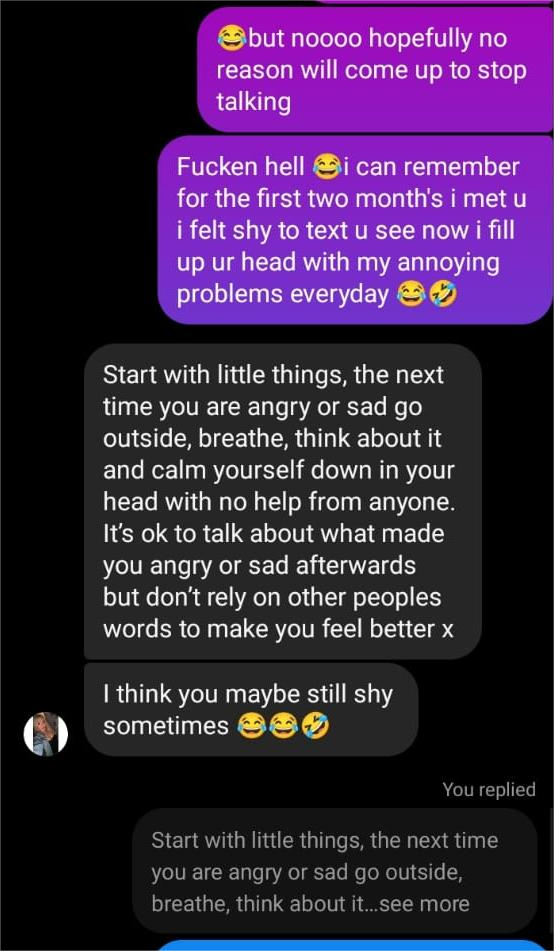 😂but noooo hopefully no
reason will come up to stop
talking
Fucken hell 😂i can remember
for the first two month's i met u
i felt shy to text u see now i fill
up ur head with my annoying
problems everyday 😂🤣
Start with little things, the next
time you are angry or sad go
outside, breathe, think about it
and calm yourself down in your
head with no help from anyone.
It’s ok to talk about what made
you angry or sad afterwards
but don’t rely on other peoples
words to make you feel better x
I think you maybe still shy
sometimes 😂😂🤣
You replied
Start with little things, the next time
you are angry or sad go outside,
breathe, think about it...see more